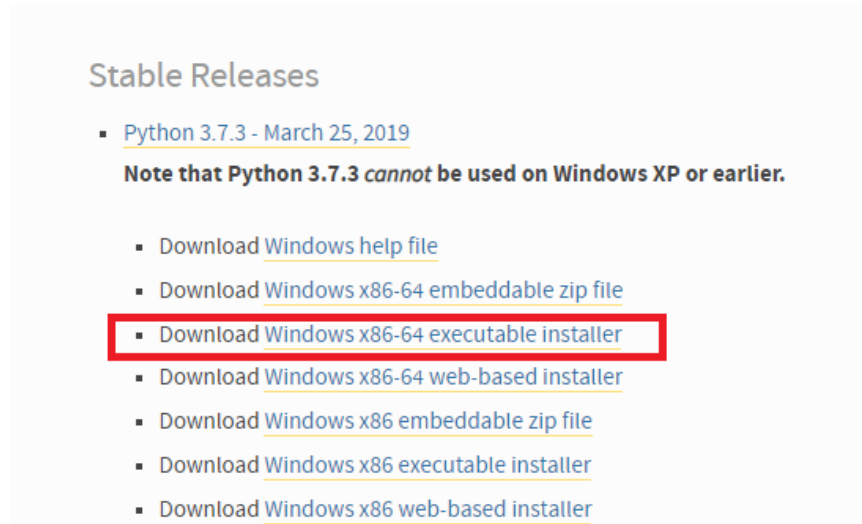 Stable Releases
Python 3.7.3 - March 25, 2019
Note that Python 3.7.3 cannot be used on Windows XP or earlier.
Download Windows help file
Download Windows x86-64 embeddable zip file
Download Windows x86-64 executable installer
Download Windows x86-64 web-based installer
Download Windows x86 embeddable zip file
Download Windows x86 executable installer
Download Windows x86 web-based installer